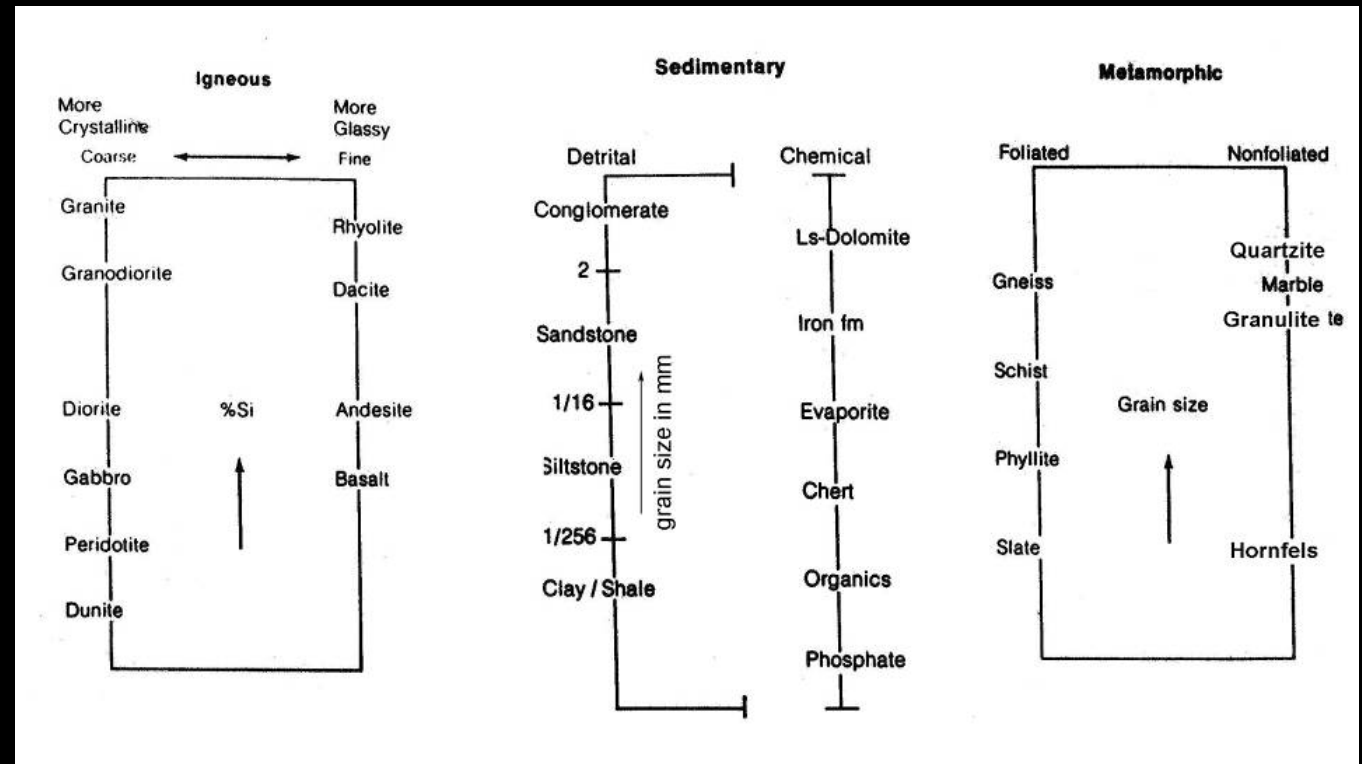 Igneous
More
Crystalline
More
Glassy
Coarse
Fine
Granite
Rhyolite
Granodiorite
Dacite
Diorite
%Si
Andesite
Gabbro
Basalt
Peridotite
Dunite
Sedimentary
Detrital
Chemical
Conglomerate
Ls-Dolomite
2
Sandstone
Iron fm
grain size in mm
1/16
Evaporite
Siltstone
Chert
1/256
Clay / Shale
Organics
Phosphate
Metamorphic
Foliated
Nonfoliated
Quartzite
Gneiss
Marble
Granulite te
Schist
Grain size
Phyllite
Slate
Hornfels